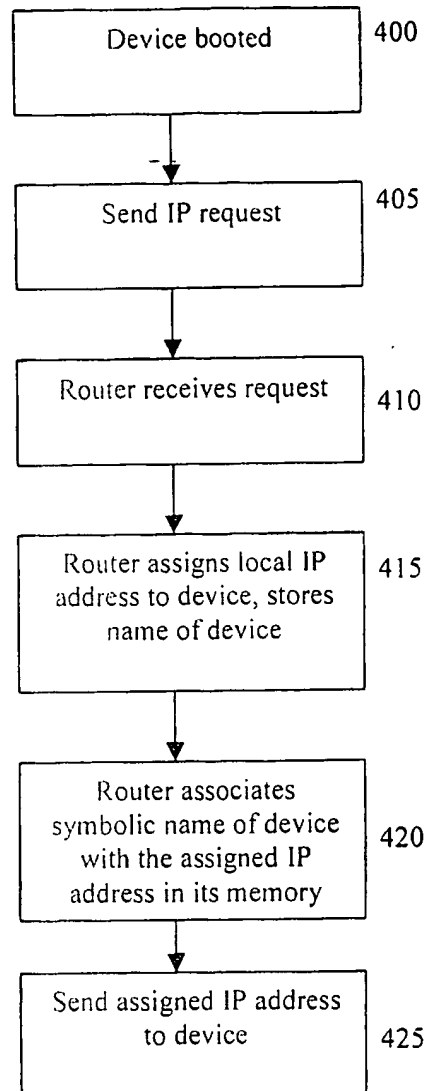 Device booted
400
Send IP request
405
Router receives request
410
Router assigns local IP
address to device, stores
name of device
415
Router associates
symbolic name of device
with the assigned IP
address in its memory
420
Send assigned IP address
to device
425